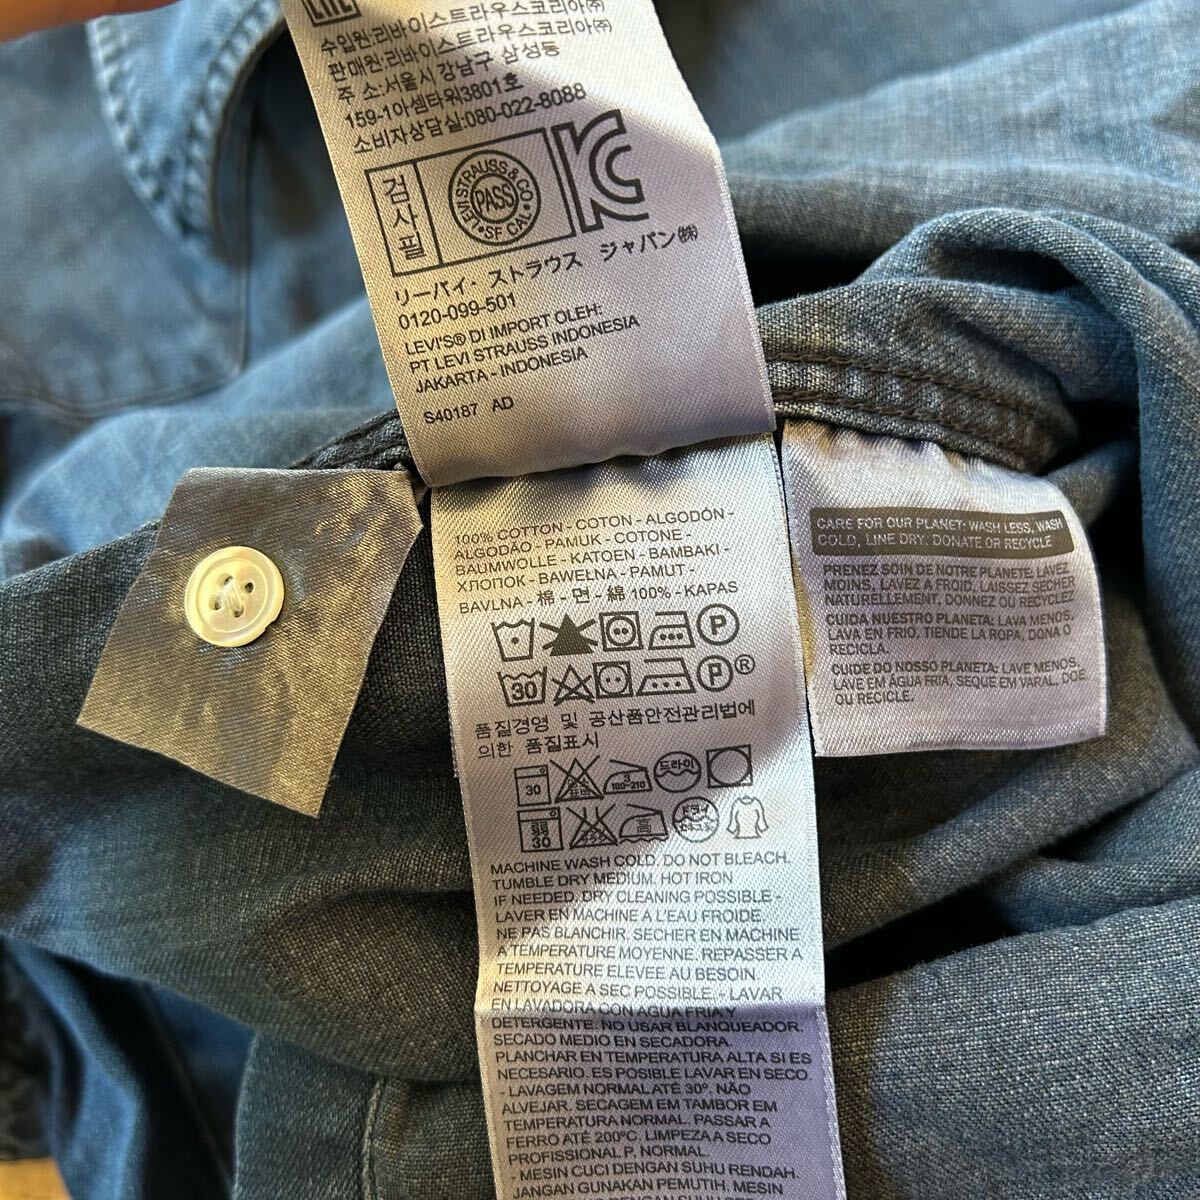 수입원:리바이스트라우스코리아㈜
판매원:리바이스트라우스코리아㈜
주 소:서울시 강남구 삼성동
159-1아셈타워3801호
소비자상담실:080-022-8088
검사필
LEVI STRAUSS & CO
PASS
SF CAL
リーバイ・ストラウス ジャパン㈱
0120-099-501
LEVI'S® DI IMPORT OLEH:
PT LEVI STRAUSS INDONESIA
JAKARTA - INDONESIA
S40187 AD
100% COTTON - COTON - ALGODÓN -
ALGODÃO - PAMUK - COTONE -
BAUMWOLLE - KATOEN - BAMBAKI -
ХЛОПОК - BAWEŁNA - PAMUT -
BAVLNA - 棉 - 면 - 綿 100% - KAPAS
P
30 P ®
품질경영 및 공산품안전관리법에
의한 품질표시
30 3 180-210 드라이
30
MACHINE WASH COLD. DO NOT BLEACH.
TUMBLE DRY MEDIUM. HOT IRON
IF NEEDED. DRY CLEANING POSSIBLE -
LAVER EN MACHINE A L'EAU FROIDE.
NE PAS BLANCHIR. SECHER EN MACHINE
A TEMPERATURE MOYENNE. REPASSER A
TEMPERATURE ELEVEE AU BESOIN.
NETTOYAGE A SEC POSSIBLE. - LAVAR
EN LAVADORA CON AGUA FRIA Y
DETERGENTE. NO USAR BLANQUEADOR.
SECADO MEDIO EN SECADORA.
PLANCHAR EN TEMPERATURA ALTA SI ES
NECESARIO. ES POSIBLE LAVAR EN SECO.
- LAVAGEM NORMAL ATÉ 30º. NÃO
ALVEJAR. SECAGEM EM TAMBOR EM
TEMPERATURA NORMAL. PASSAR A
FERRO ATÉ 200ºC. LIMPEZA A SECO
PROFISSIONAL P. NORMAL.
- MESIN CUCI DENGAN SUHU RENDAH.
JANGAN GUNAKAN PEMUTIH. MESIN
CARE FOR OUR PLANET: WASH LESS, WASH
COLD, LINE DRY, DONATE OR RECYCLE
PRENEZ SOIN DE NOTRE PLANETE: LAVEZ
MOINS, LAVEZ A FROID, LAISSEZ SECHER
NATURELLEMENT, DONNEZ OU RECYCLEZ
CUIDA NUESTRO PLANETA: LAVA MENOS,
LAVA EN FRIO, TIENDE LA ROPA, DONA O
RECICLA.
CUIDE DO NOSSO PLANETA: LAVE MENOS,
LAVE EM ÁGUA FRIA, SEQUE EM VARAL, DOE
OU RECICLE.